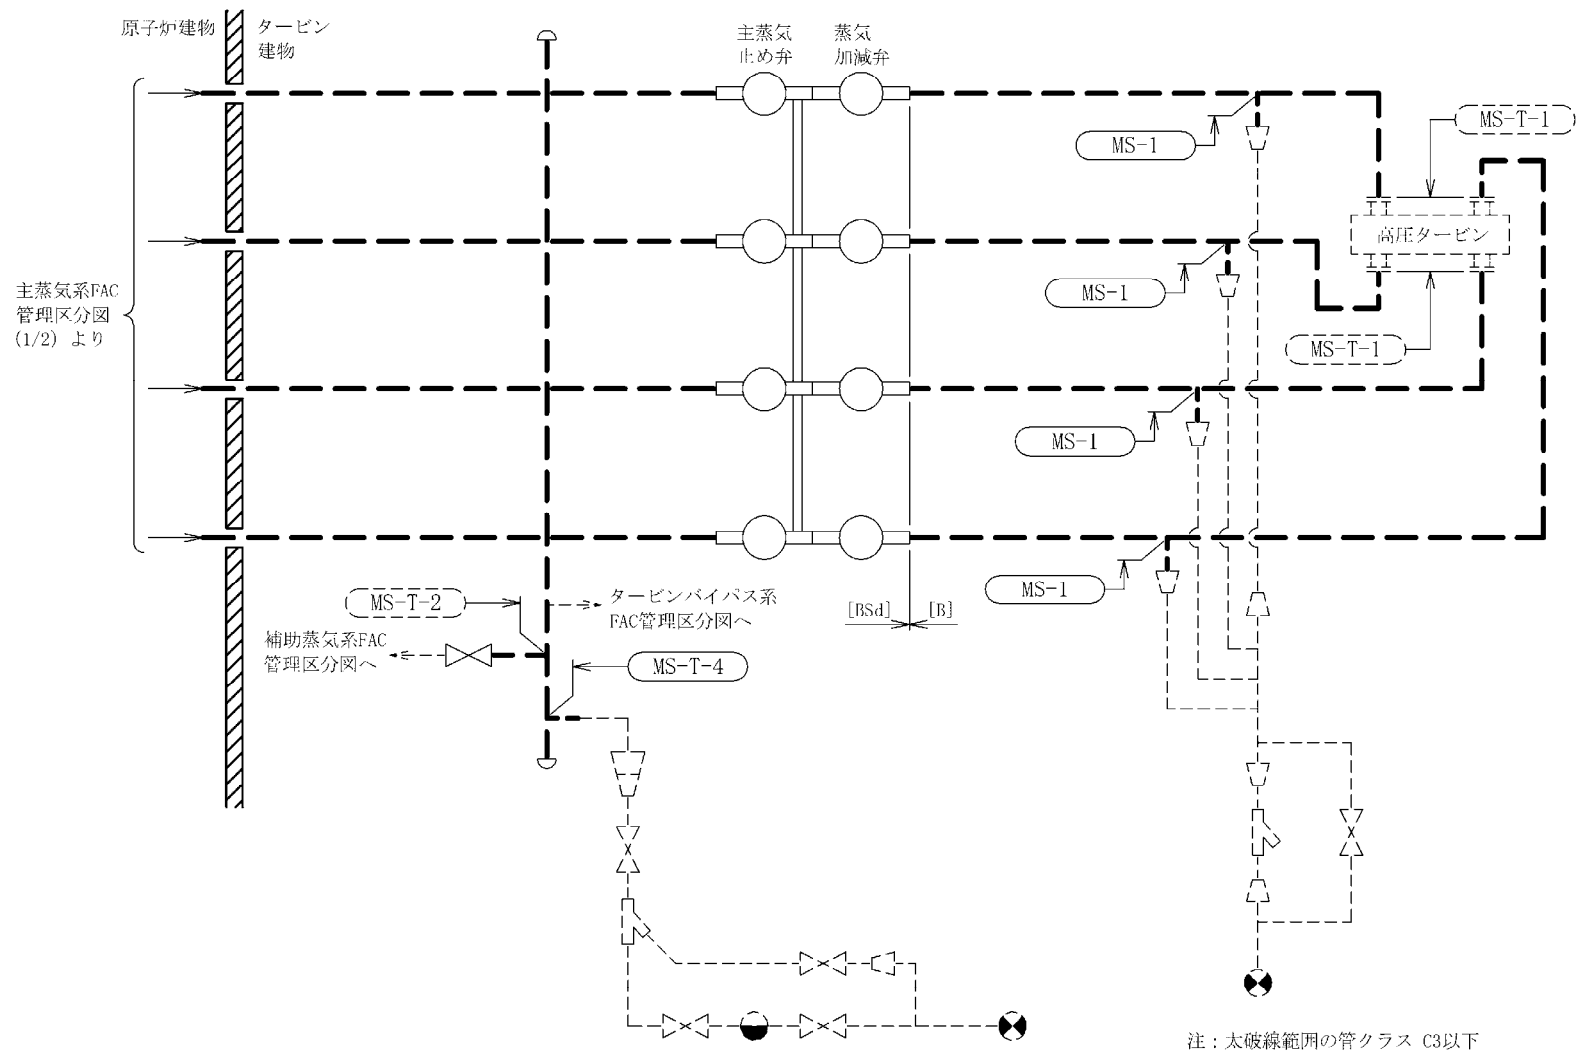 原子炉建物
タービン
建物
主蒸気
止め弁
蒸気
加減弁
MS-T-1
MS-1
高圧タービン
MS-1
主蒸気系FAC
管理区分図
(1/2) より
MS-T-1
MS-1
MS-1
MS-T-2
タービンバイパス系
FAC管理区分図へ
[BSd]
[B]
補助蒸気系FAC
管理区分図へ
MS-T-4
注：太破線範囲の管クラス C3以下